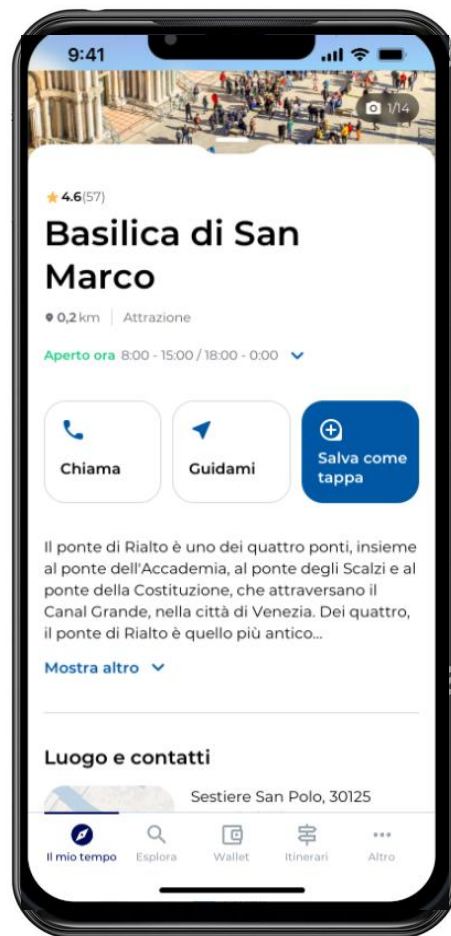 9:41
1/14
4.6(57)
Basilica di San
Marco
0,2 km Attrazione
Aperto ora 8:00 - 15:00 / 18:00 - 0:00
Chiama
Guidami
Salva come
tappa
Il ponte di Rialto è uno dei quattro ponti, insieme
al ponte dell'Accademia, al ponte degli Scalzi e al
ponte della Costituzione, che attraversano il
Canal Grande, nella città di Venezia. Dei quattro,
il ponte di Rialto è quello più antico...
Mostra altro
Luogo e contatti
Sestiere San Polo, 30125
Il mio tempo
Esplora
Wallet
Itinerari
Altro